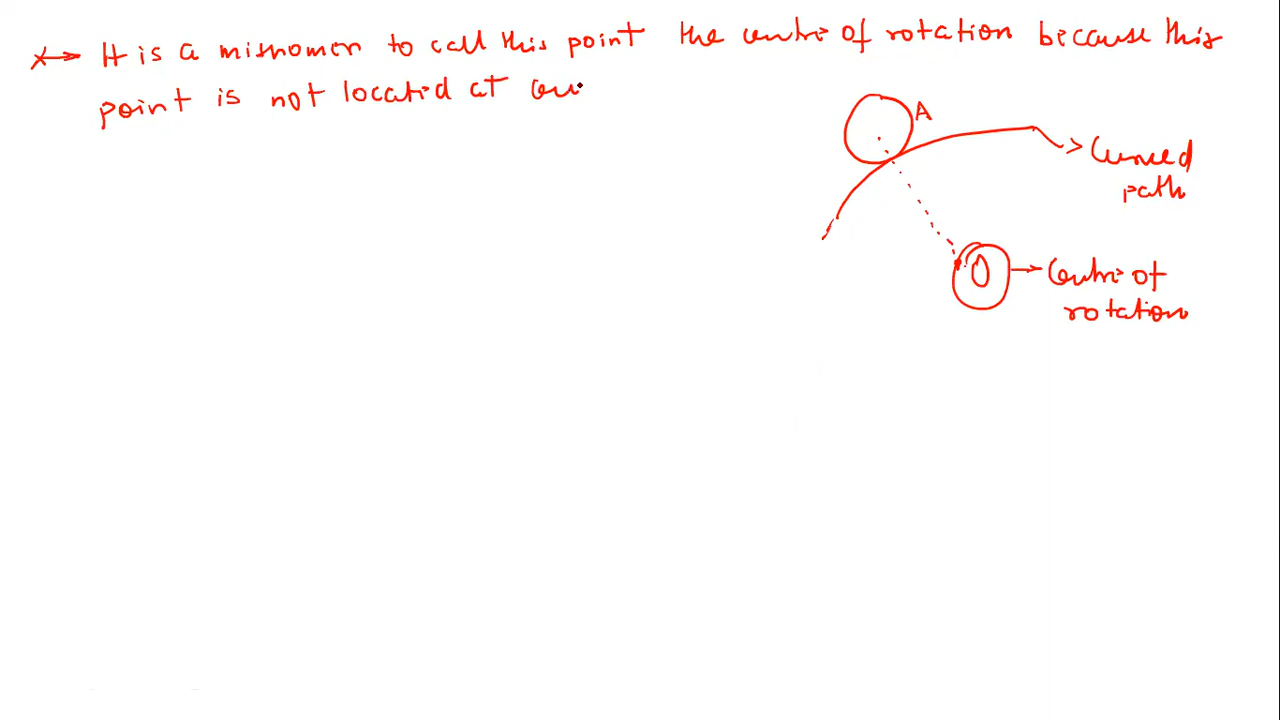 It is a misnomer to call this point the centre of rotation because this
point is not located at
A
Curved
path
O
Centre of
rotation